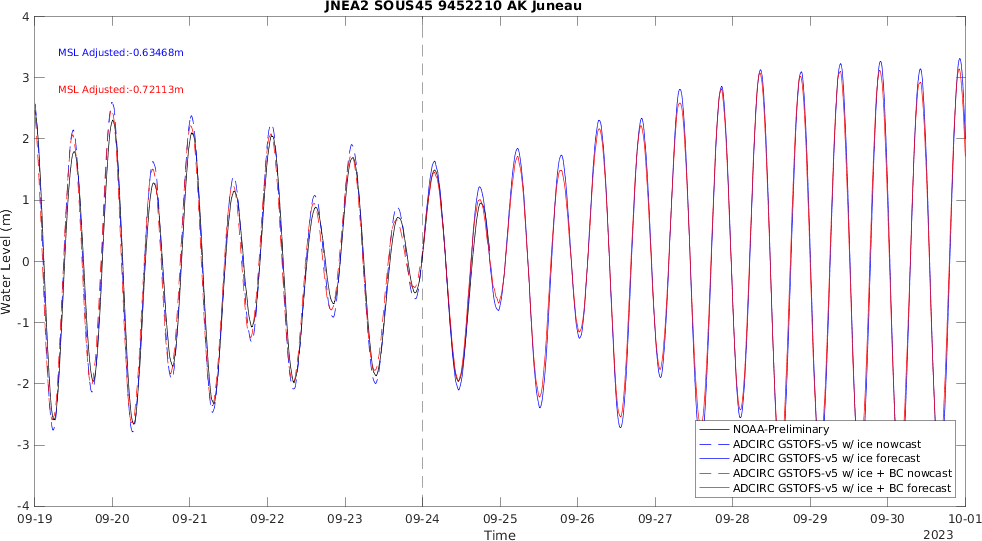 JNEA2 SOUS45 9452210 AK Juneau
MSL Adjusted:-0.63468m
MSL Adjusted:-0.72113m
Water Level (m)
4
3
2
1
0
-1
-2
-3
-4
NOAA-Preliminary
ADCIRC GSTOFS-v5 w/ ice nowcast
ADCIRC GSTOFS-v5 w/ ice forecast
ADCIRC GSTOFS-v5 w/ ice + BC nowcast
ADCIRC GSTOFS-v5 w/ ice + BC forecast
09-19 09-20 09-21 09-22 09-23 09-24 09-25 09-26 09-27 09-28 09-29 09-30 10-01
Time
2023